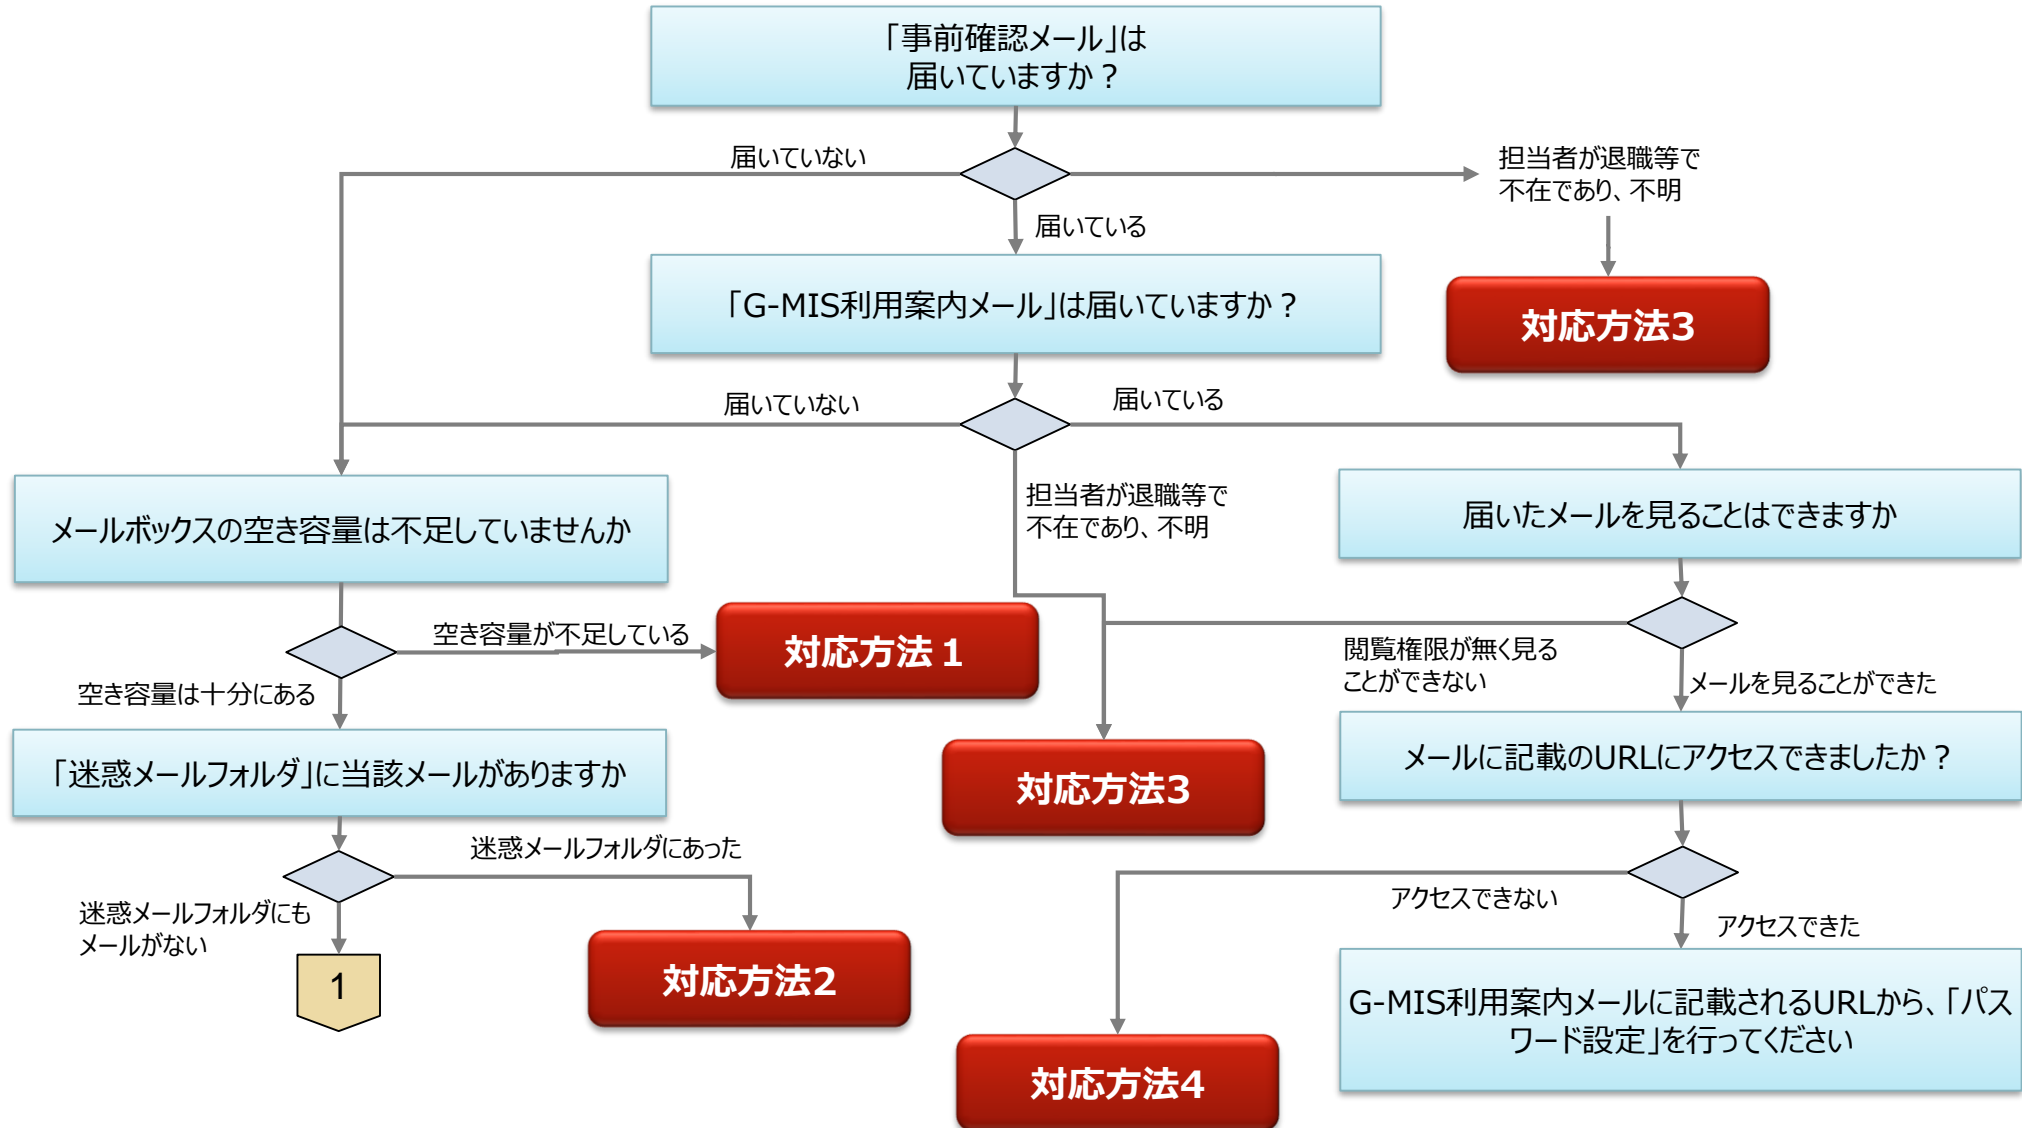 「事前確認メール」は
届いていますか？
届いていない
担当者が退職等で
不在であり、不明
届いている
「G-MIS利用案内メール」は届いていますか？
対応方法3
届いていない
届いている
メールボックスの空き容量は不足していませんか
担当者が退職等で
不在であり、不明
届いたメールを見ることはできますか
空き容量が不足している
対応方法１
閲覧権限が無く見る
ことができない
空き容量は十分にある
メールを見ることができた
「迷惑メールフォルダ」に当該メールがありますか
対応方法3
メールに記載のURLにアクセスできましたか？
迷惑メールフォルダにあった
迷惑メールフォルダにも
メールがない
アクセスできない
アクセスできた
1
対応方法2
G-MIS利用案内メールに記載されるURLから、「パス
ワード設定」を行ってください
対応方法4